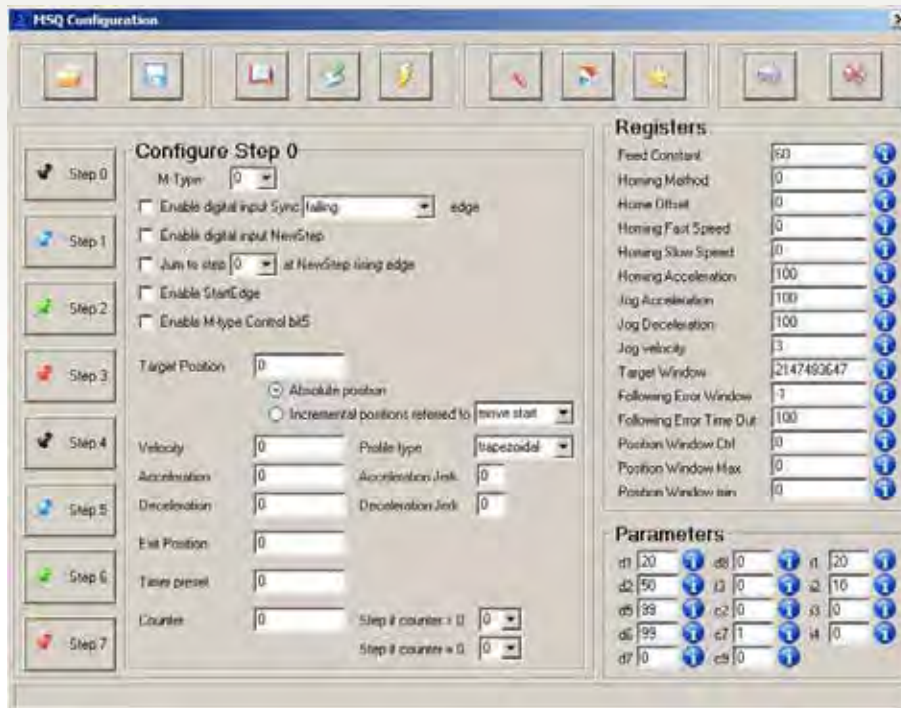 MSQ Configuration
Step 0
Step 1
Step 2
Step 3
Step 4
Step 5
Step 6
Step 7
Configure Step 0
M-Type 0
Enable digital input Sync falling edge
Enable digital input NewStep
Jum to step 0 at NewStep rising edge
Enable StartEdge
Enable M-type Control bit5
Target Position 0
Absolute position
Incremental positions referred to move start
Velocity 0 Profile type trapezoidal
Acceleration 0 Acceleration Jerk 0
Deceleration 0 Deceleration Jerk 0
Exit Position 0
Timer preset 0
Counter 0 Step if counter > 0 0
Step if counter = 0 0
Registers
Feed Constant 60
Homing Method 0
Home Offset 0
Homing Fast Speed 0
Homing Slow Speed 0
Homing Acceleration 100
Jog Acceleration 100
Jog Deceleration 100
Jog velocity 3
Target Window 2147483647
Following Error Window -1
Following Error Time Out 100
Position Window Ctrl 0
Position Window Max 0
Position Window min 0
Parameters
d1 20 d8 0 i1 20
d2 50 0 i2 10
d5 99 c2 0 i3 0
d6 99 c7 1 i4 0
d7 0 c9 0